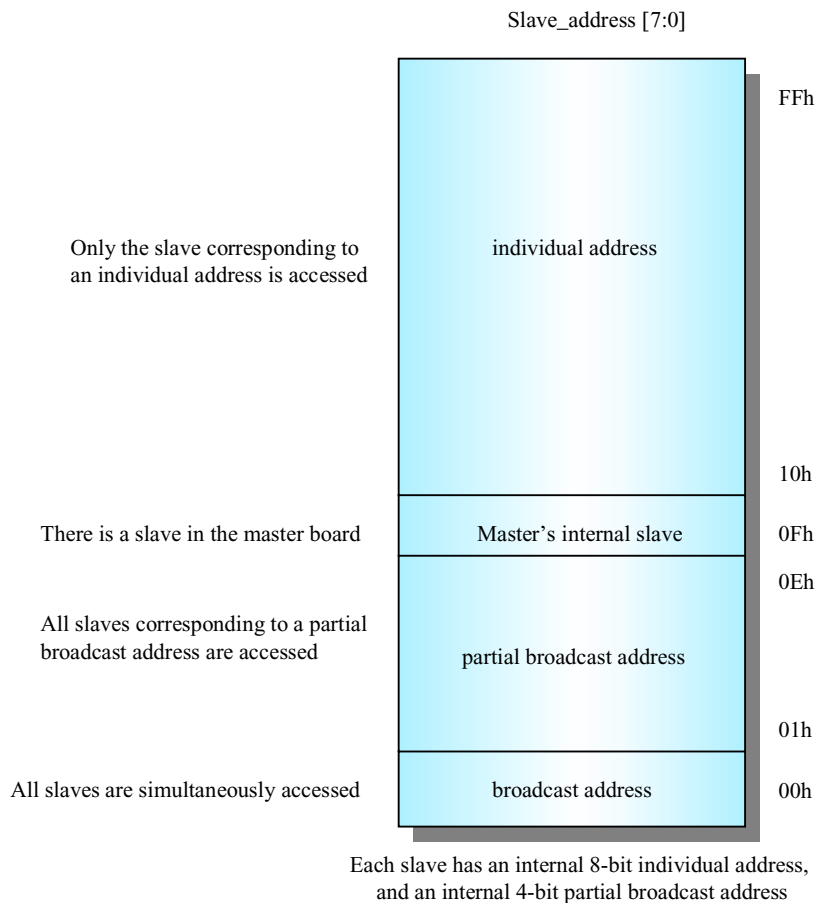 Slave_address [7:0]
FFh
Only the slave corresponding to
an individual address is accessed
individual address
10h
There is a slave in the master board
Master’s internal slave
0Fh
0Eh
All slaves corresponding to a partial
broadcast address are accessed
partial broadcast address
01h
All slaves are simultaneously accessed
broadcast address
00h
Each slave has an internal 8-bit individual address,
and an internal 4-bit partial broadcast address